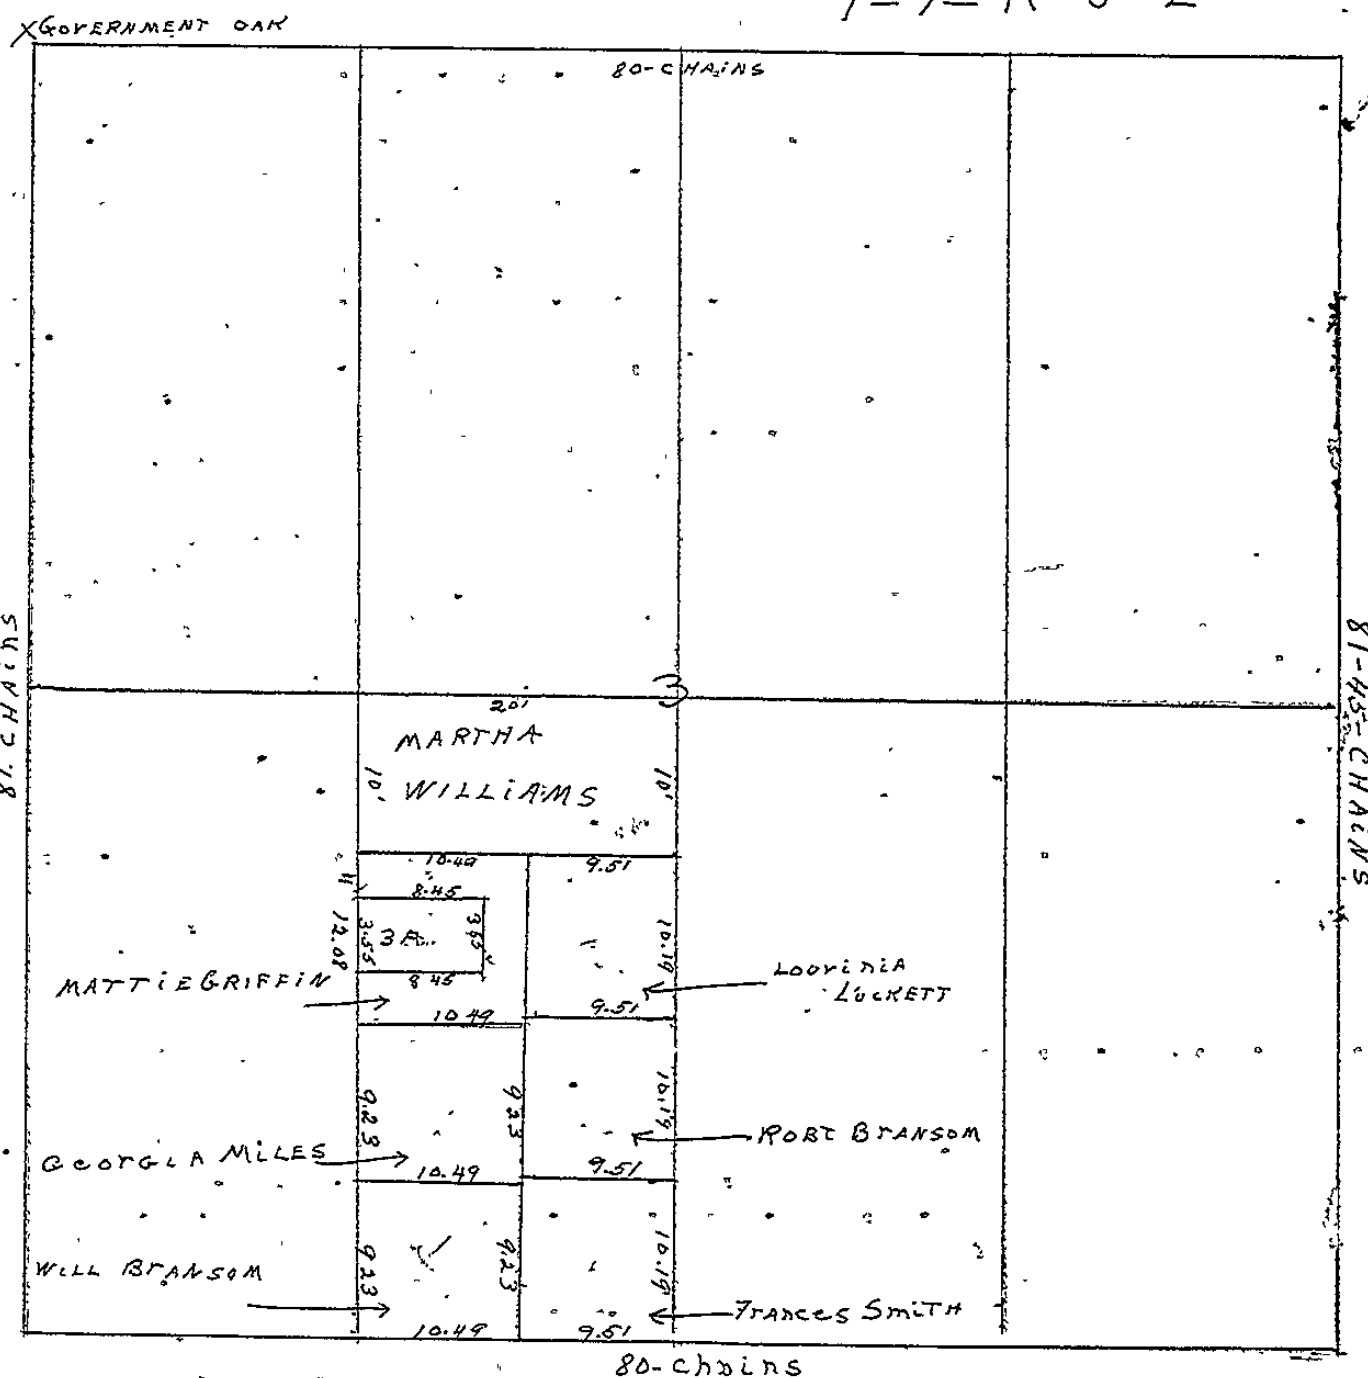 X GOVERNMENT OAK
80-CHAINS
81. CHAINS
81-45-CHAINS
3
20'
MARTHA
10'
WILLIAMS
10'
10.49
9.51
8.45
12.08
3.55
3 A.
3.55
10.19
8.45
MATTIE GRIFFIN
LOOVINIA
LUCKETT
10.49
9.51
9.23
9.23
10.19
ROBT BRANSOM
GEORGIA MILES
10.49
9.51
9.23
9.23
10.19
WILL BRANSOM
FRANCES SMITH
10.49
9.51
80-Chains